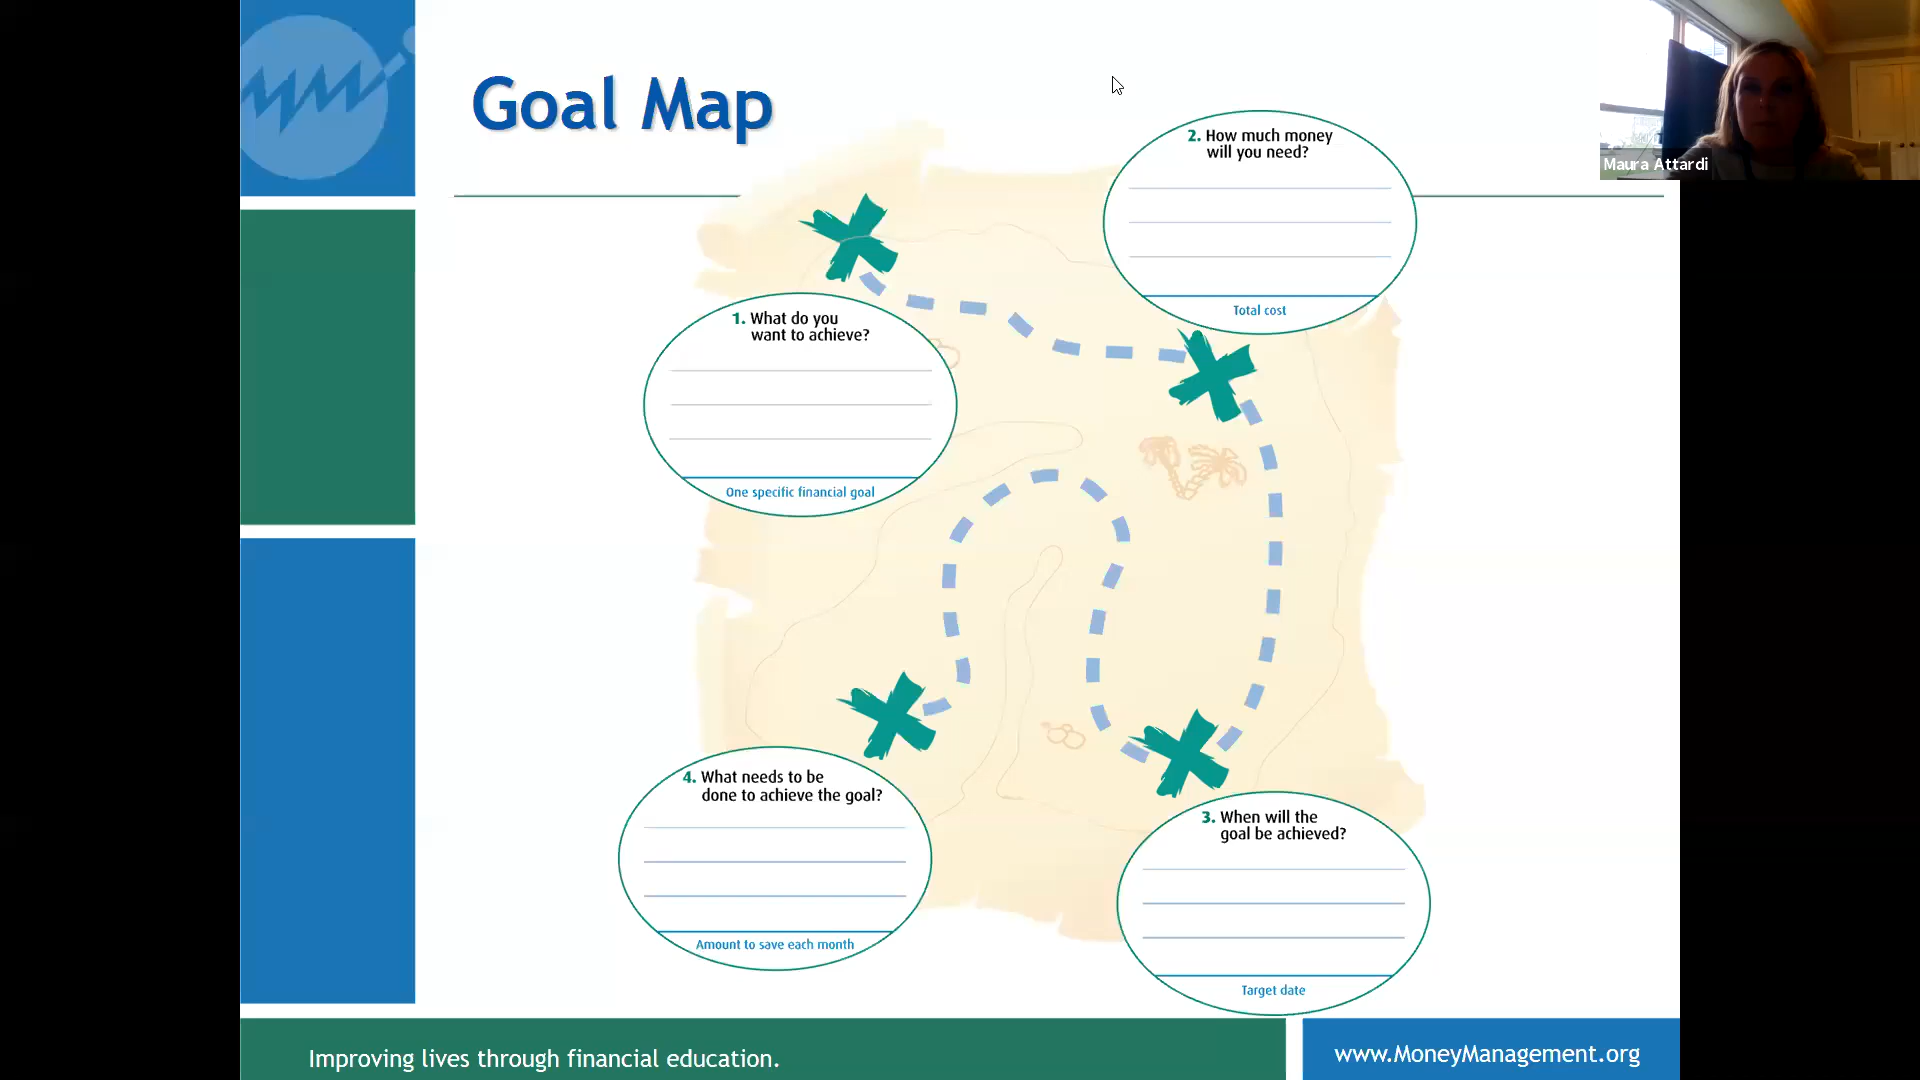 Goal Map
Maura Attardi
1. What do you
want to achieve?
One specific financial goal
2. How much money
will you need?
Total cost
3. When will the
goal be achieved?
Target date
4. What needs to be
done to achieve the goal?
Amount to save each month
Improving lives through financial education.
www.MoneyManagement.org